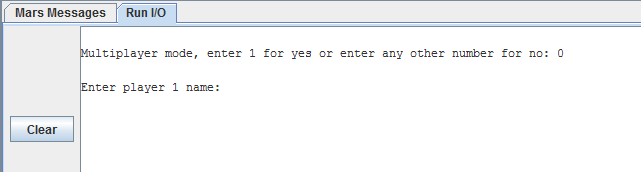 Mars Messages Run I/O
Multiplayer mode, enter 1 for yes or enter any other number for no: 0
Enter player 1 name:
Clear